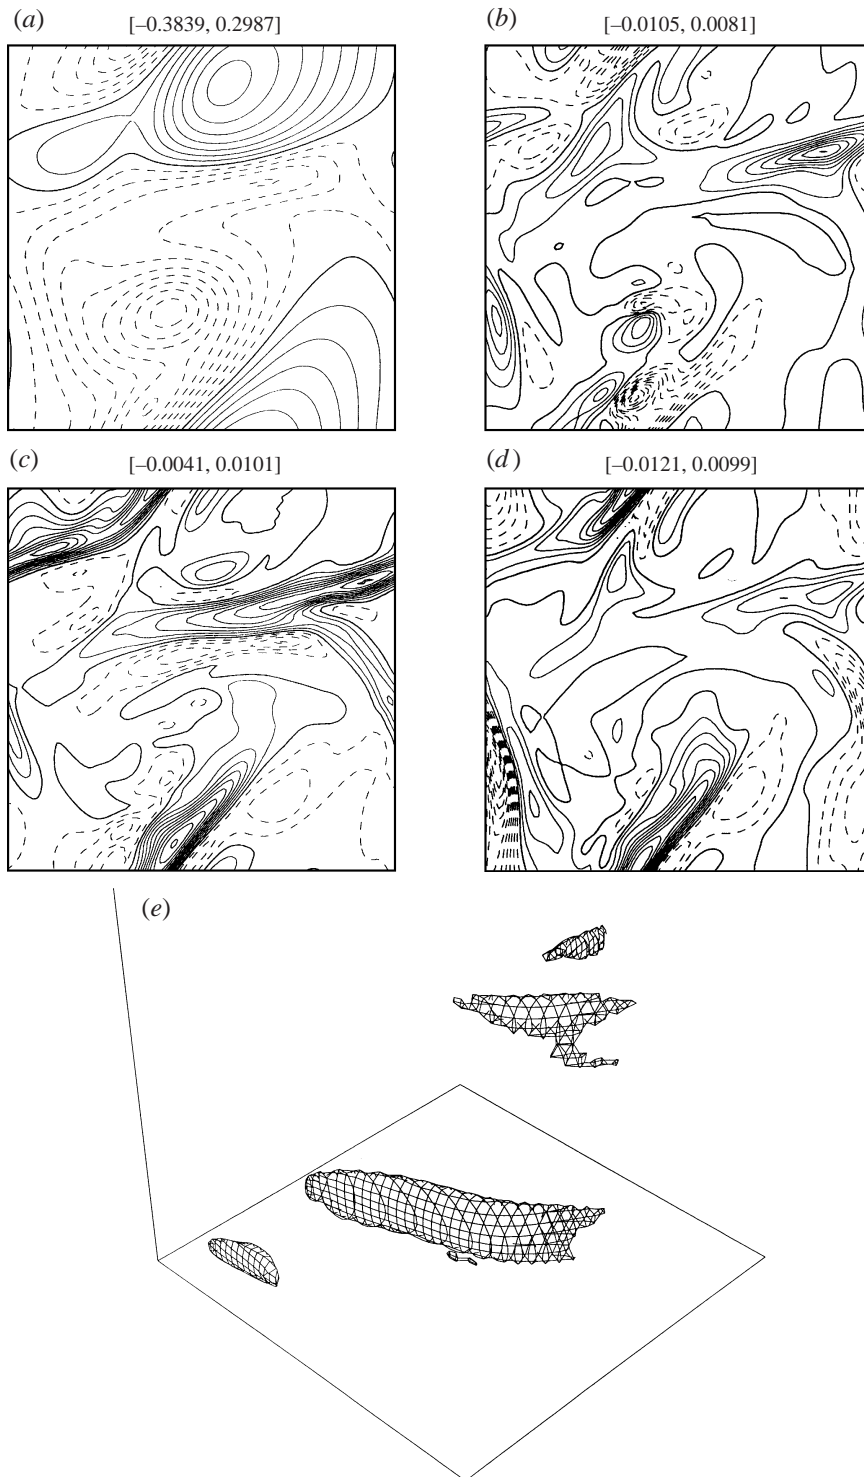 (a) [–0.3839, 0.2987]
(b) [–0.0105, 0.0081]
(c) [–0.0041, 0.0101]
(d) [–0.0121, 0.0099]
(e)